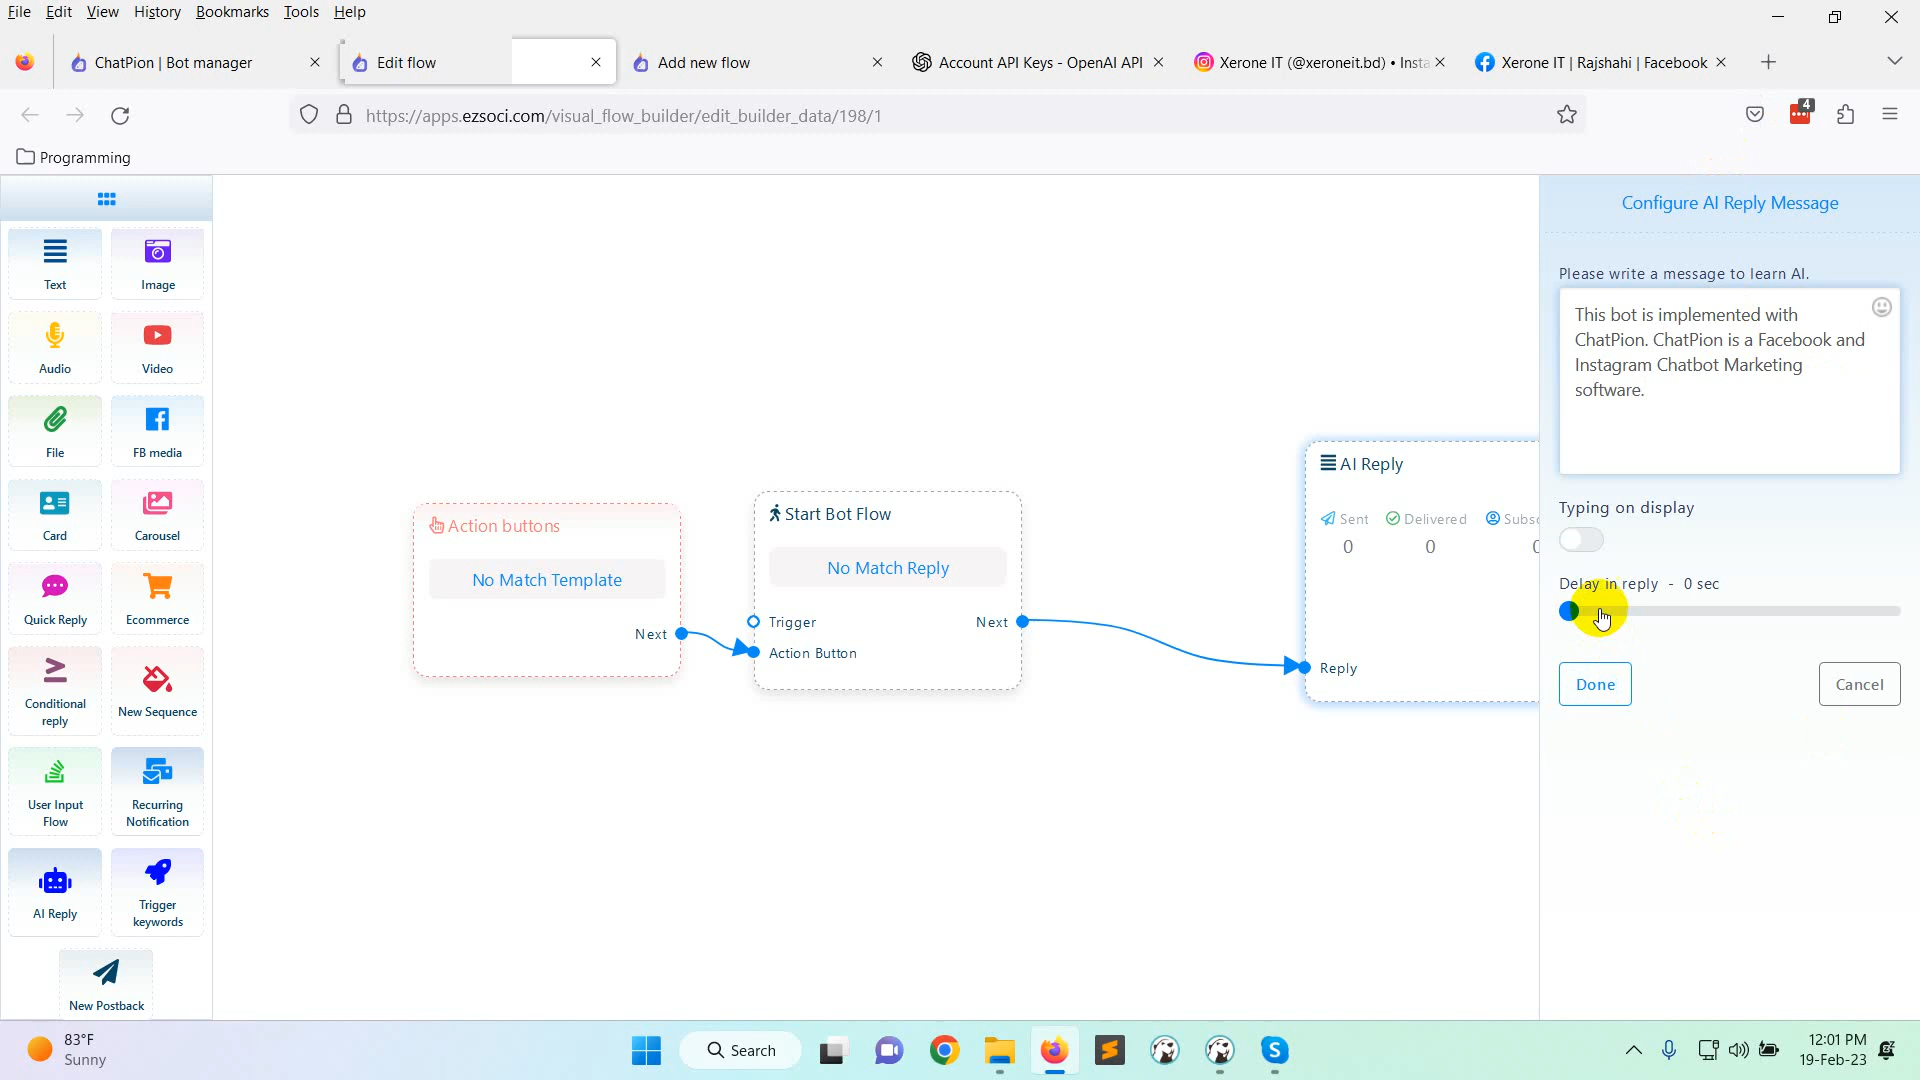 File Edit View History Bookmarks Tools Help
ChatPion | Bot manager
Edit flow
Add new flow
Account API Keys - OpenAI API
Xerone IT (@xeroneit.bd) • Insta
Xerone IT | Rajshahi | Facebook
https://apps.ezsoci.com/visual_flow_builder/edit_builder_data/198/1
4
Programming
Text
Image
Audio
Video
File
FB media
Card
Carousel
Quick Reply
Ecommerce
Conditional
reply
New Sequence
User Input
Flow
Recurring
Notification
AI Reply
Trigger
keywords
New Postback
Action buttons
No Match Template
Next
Start Bot Flow
No Match Reply
Trigger
Next
Action Button
AI Reply
Sent
Delivered
Subsc
0
0
0
Reply
Configure AI Reply Message
Please write a message to learn AI.
This bot is implemented with
ChatPion. ChatPion is a Facebook and
Instagram Chatbot Marketing
software.
Typing on display
Delay in reply - 0 sec
Done
Cancel
83°F
Sunny
Search
12:01 PM
19-Feb-23